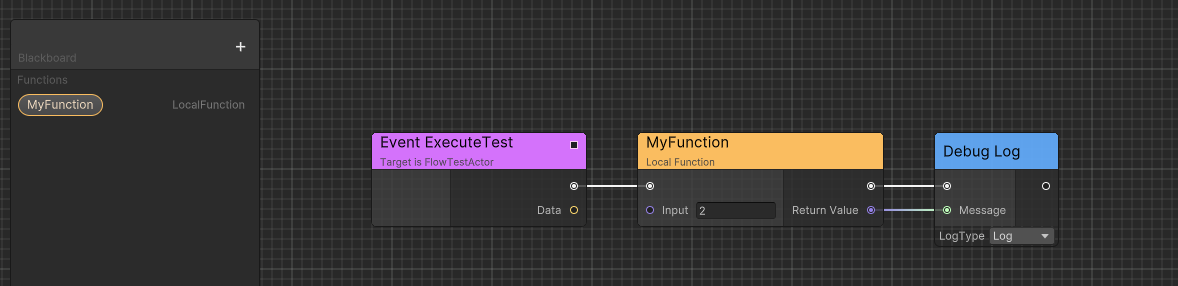 Blackboard
Functions
MyFunction LocalFunction
Event ExecuteTest
Target is FlowTestActor
Data
MyFunction
Local Function
Input 2 Return Value
Debug Log
Message
LogType Log